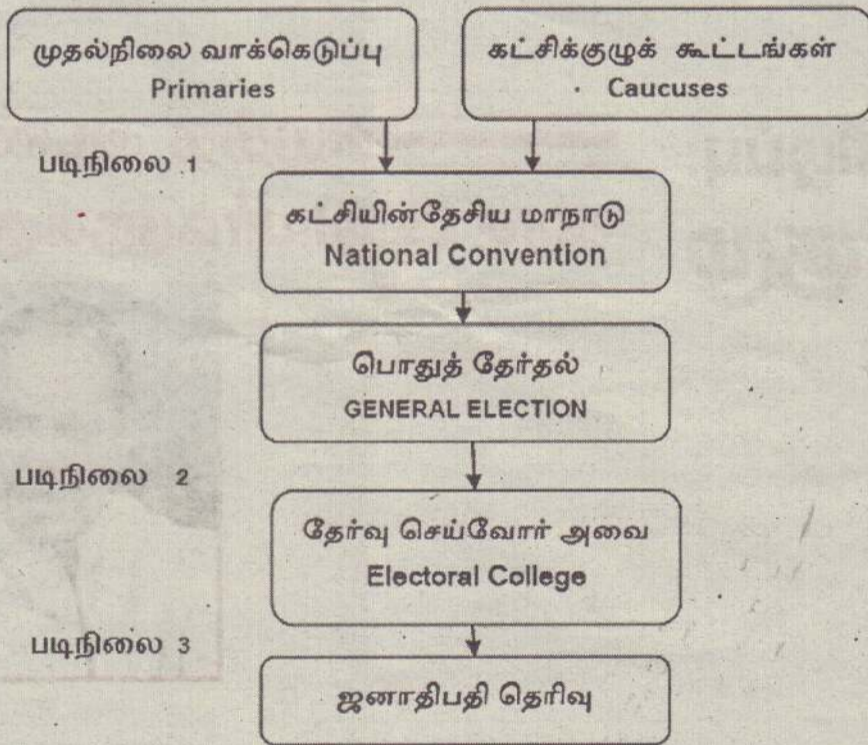 முதல்நிலை வாக்கெடுப்பு
Primaries
கட்சிக்குழுக் கூட்டங்கள்
Caucuses
படிநிலை 1
கட்சியின்தேசிய மாநாடு
National Convention
பொதுத் தேர்தல்
GENERAL ELECTION
படிநிலை 2
தேர்வு செய்வோர் அவை
Electoral College
படிநிலை 3
ஜனாதிபதி தெரிவு